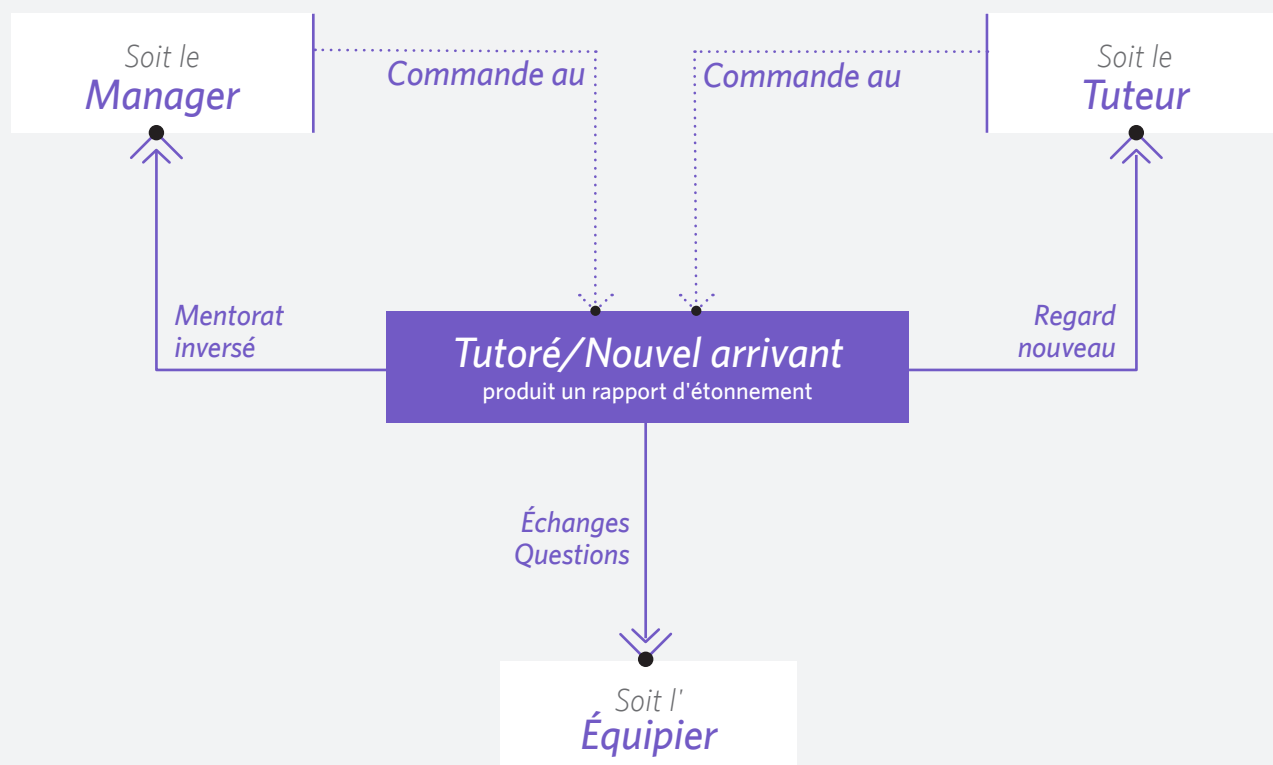 Soit le
Manager
Commande au
Commande au
Soit le
Tuteur
Mentorat
inversé
Tutoré/Nouvel arrivant
produit un rapport d'étonnement
Regard
nouveau
Échanges
Questions
Soit l'
Équipier